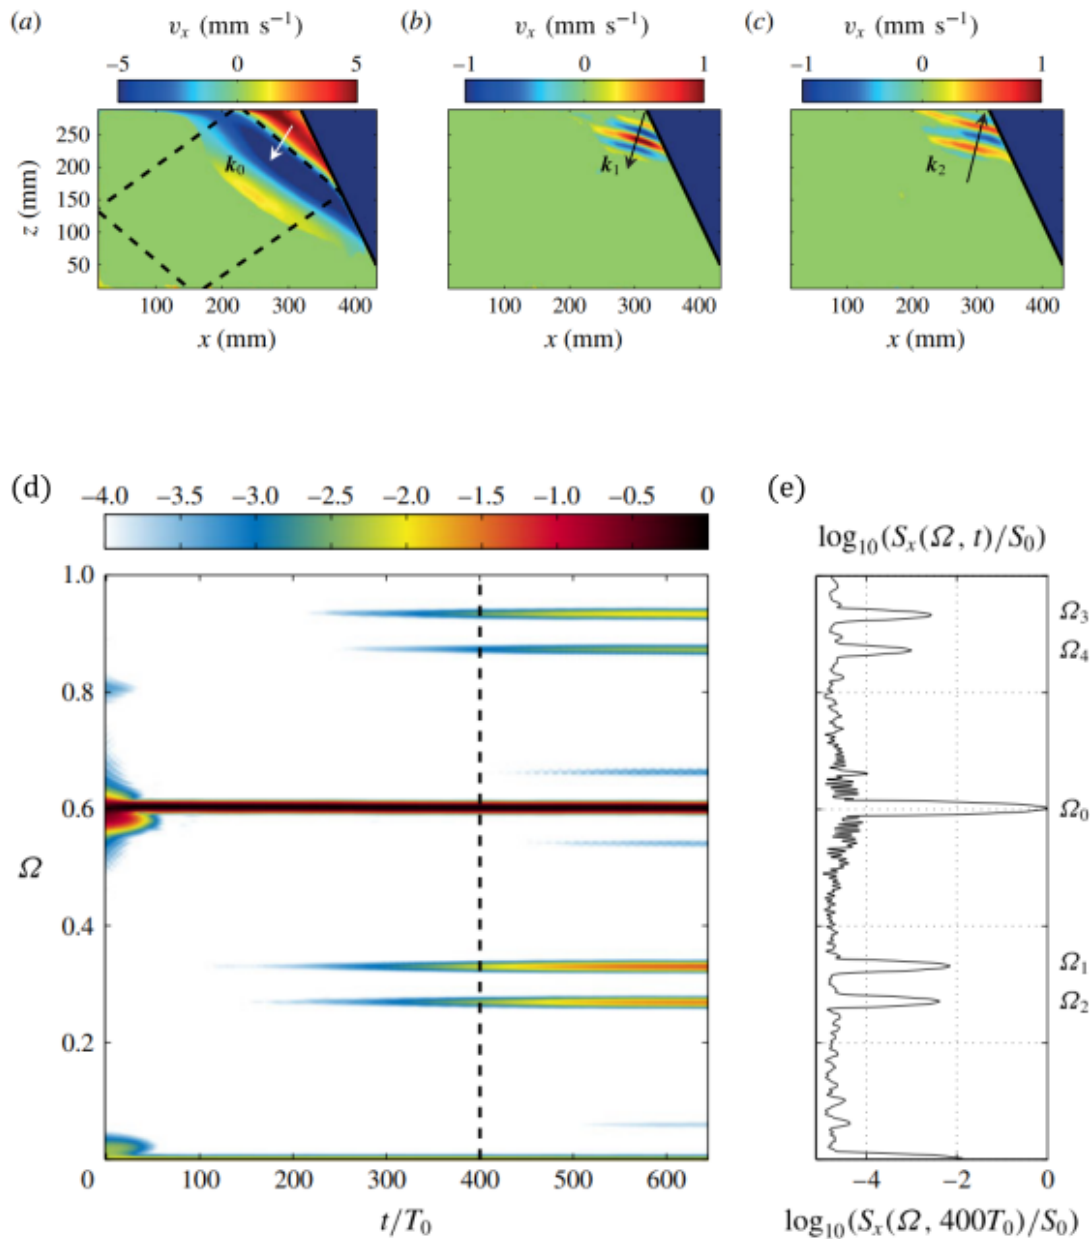 (a) v_x (mm s⁻¹) (b) v_x (mm s⁻¹) (c) v_x (mm s⁻¹)
−5 0 5 −1 0 1 −1 0 1
250
200
150
100
50
z (mm)
k₀ k₁ k₂
100 200 300 400 100 200 300 400 100 200 300 400
x (mm) x (mm) x (mm)
(d) −4.0 −3.5 −3.0 −2.5 −2.0 −1.5 −1.0 −0.5 0 (e)
log₁₀(S_x(Ω, t)/S₀)
1.0
0.8
0.6
Ω
0.4
0.2
0
0 100 200 300 400 500 600
t/T₀
Ω₃
Ω₄
Ω₀
Ω₁
Ω₂
−4 −2 0
log₁₀(S_x(Ω, 400T₀)/S₀)